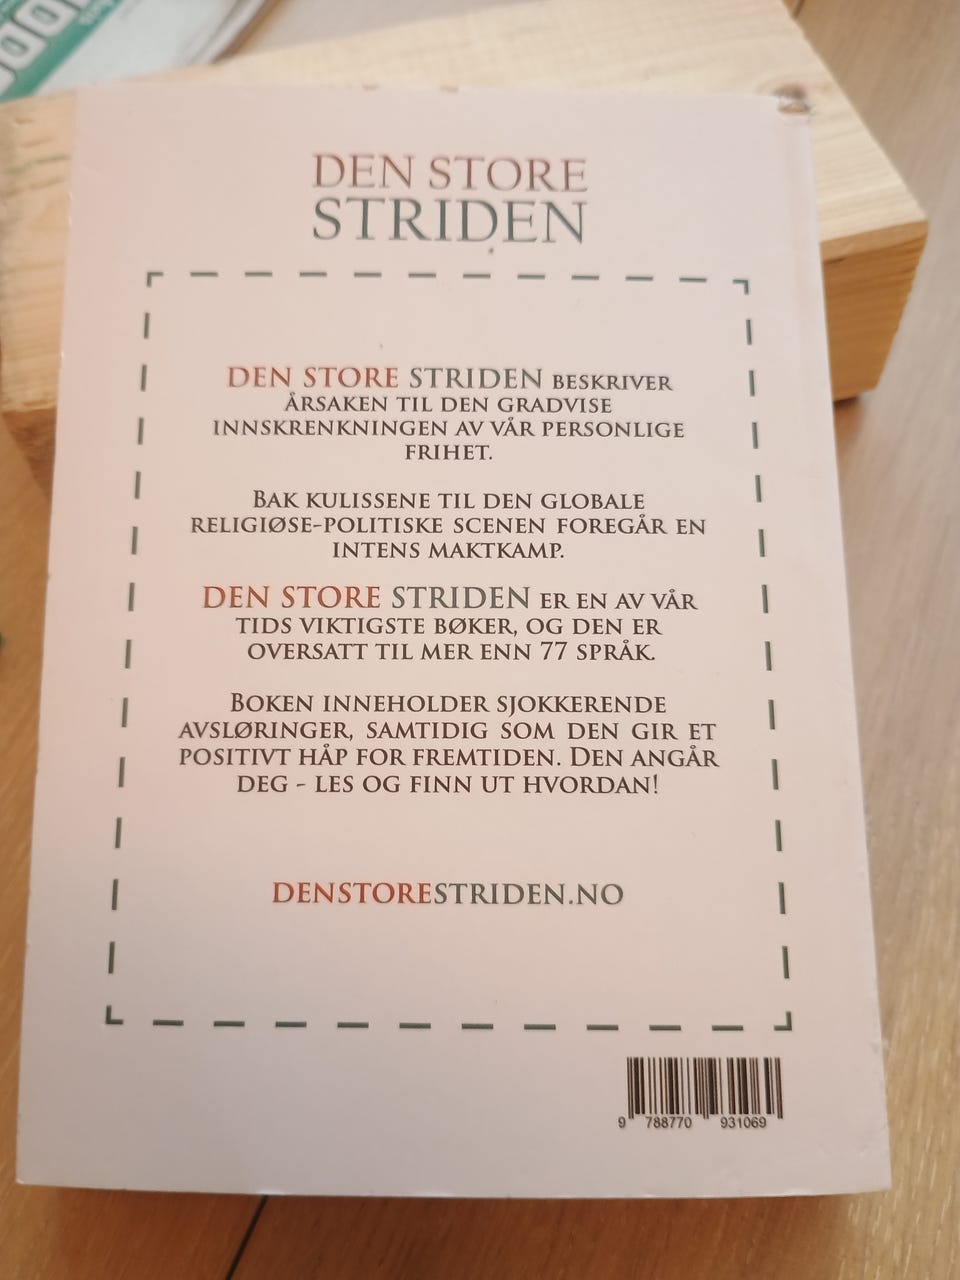 DEN STORE
STRIDEN
DEN STORE STRIDEN BESKRIVER
ÅRSAKEN TIL DEN GRADVISE
INNSKRENKNINGEN AV VÅR PERSONLIGE
FRIHET.
BAK KULISSENE TIL DEN GLOBALE
RELIGIØSE-POLITISKE SCENEN FOREGÅR EN
INTENS MAKTKAMP.
DEN STORE STRIDEN ER EN AV VÅR
TIDS VIKTIGSTE BØKER, OG DEN ER
OVERSATT TIL MER ENN 77 SPRÅK.
BOKEN INNEHOLDER SJOKKERENDE
AVSLØRINGER, SAMTIDIG SOM DEN GIR ET
POSITIVT HÅP FOR FREMTIDEN. DEN ANGÅR
DEG - LES OG FINN UT HVORDAN!
DENSTORESTRIDEN.NO
9 788770 931069